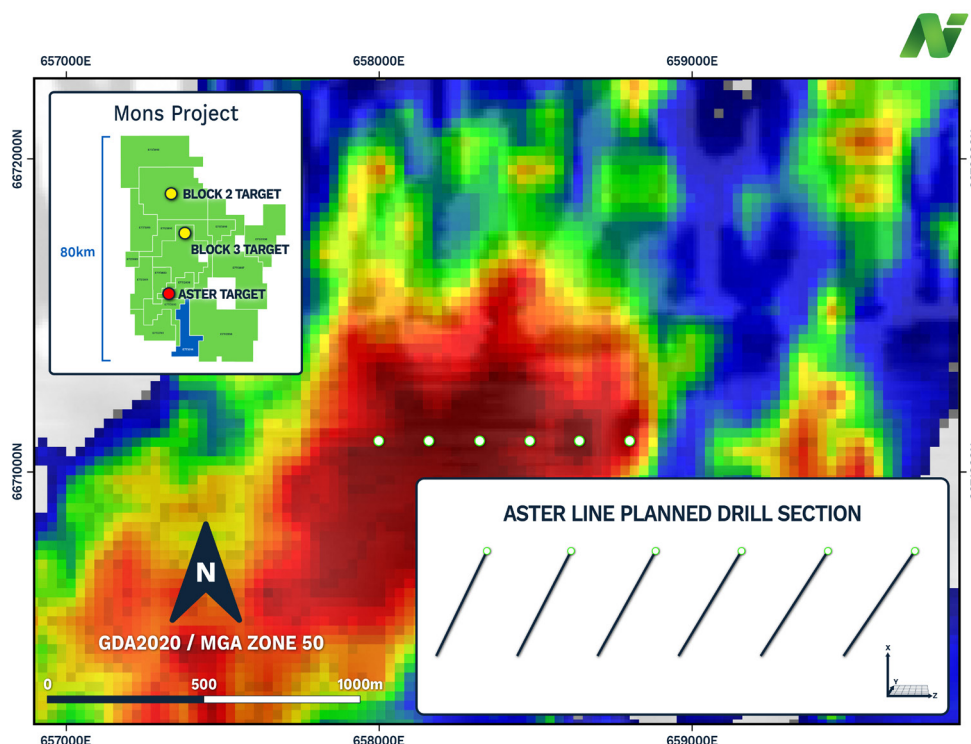 657000E
658000E
659000E
6672000N
6671000N
Mons Project
80km
BLOCK 2 TARGET
BLOCK 3 TARGET
ASTER TARGET
N
GDA2020 / MGA ZONE 50
0
500
1000m
ASTER LINE PLANNED DRILL SECTION
X
Y
Z
657000E
658000E
659000E